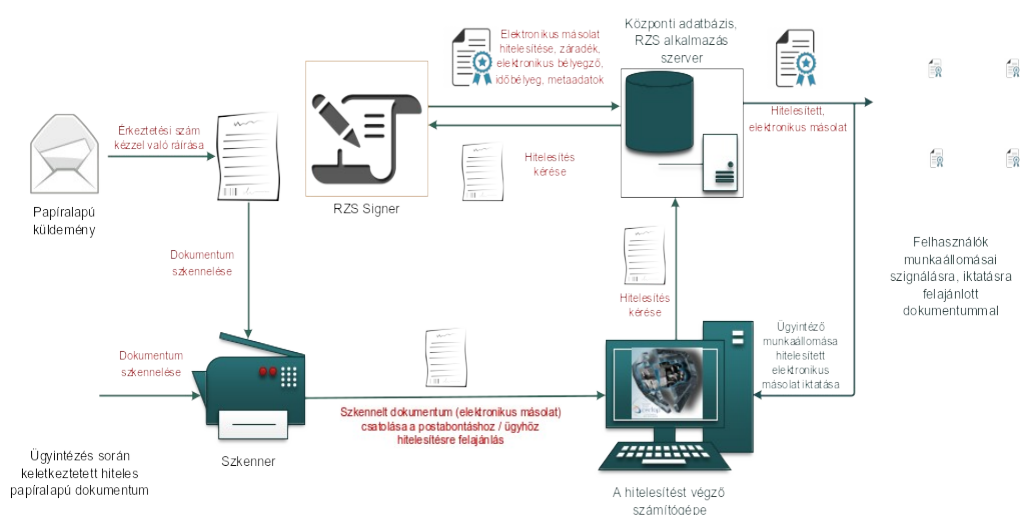 Elektronikus másolat
hitelesítése, záradék,
elektronikus bélyegző,
időbélyeg, metaadatok
Központi adatbázis,
RZS alkalmazás
szerver
Érkeztetési szám
kézzel való ráírása
Hitelesített,
elektronikus másolat
Hitelesítés
kérése
RZS Signer
Papíralapú
küldemény
Dokumentum
szkennelése
Hitelesítés
kérése
Felhasználók
munkaállomásai
szignálásra, iktatásra
felajánlott
dokumentummal
Dokumentum
szkennelése
Ügyintéző
munkaállomása
hitelesített
elektronikus
másolat iktatása
Szkennelt dokumentum (elektronikus másolat)
csatolása a postabontáshoz / ügyhöz
hitelesítésre felajánlás
Ügyintézés során
keletkeztetett hiteles
papíralapú dokumentum
Szkenner
A hitelesítést végző
számítógépe